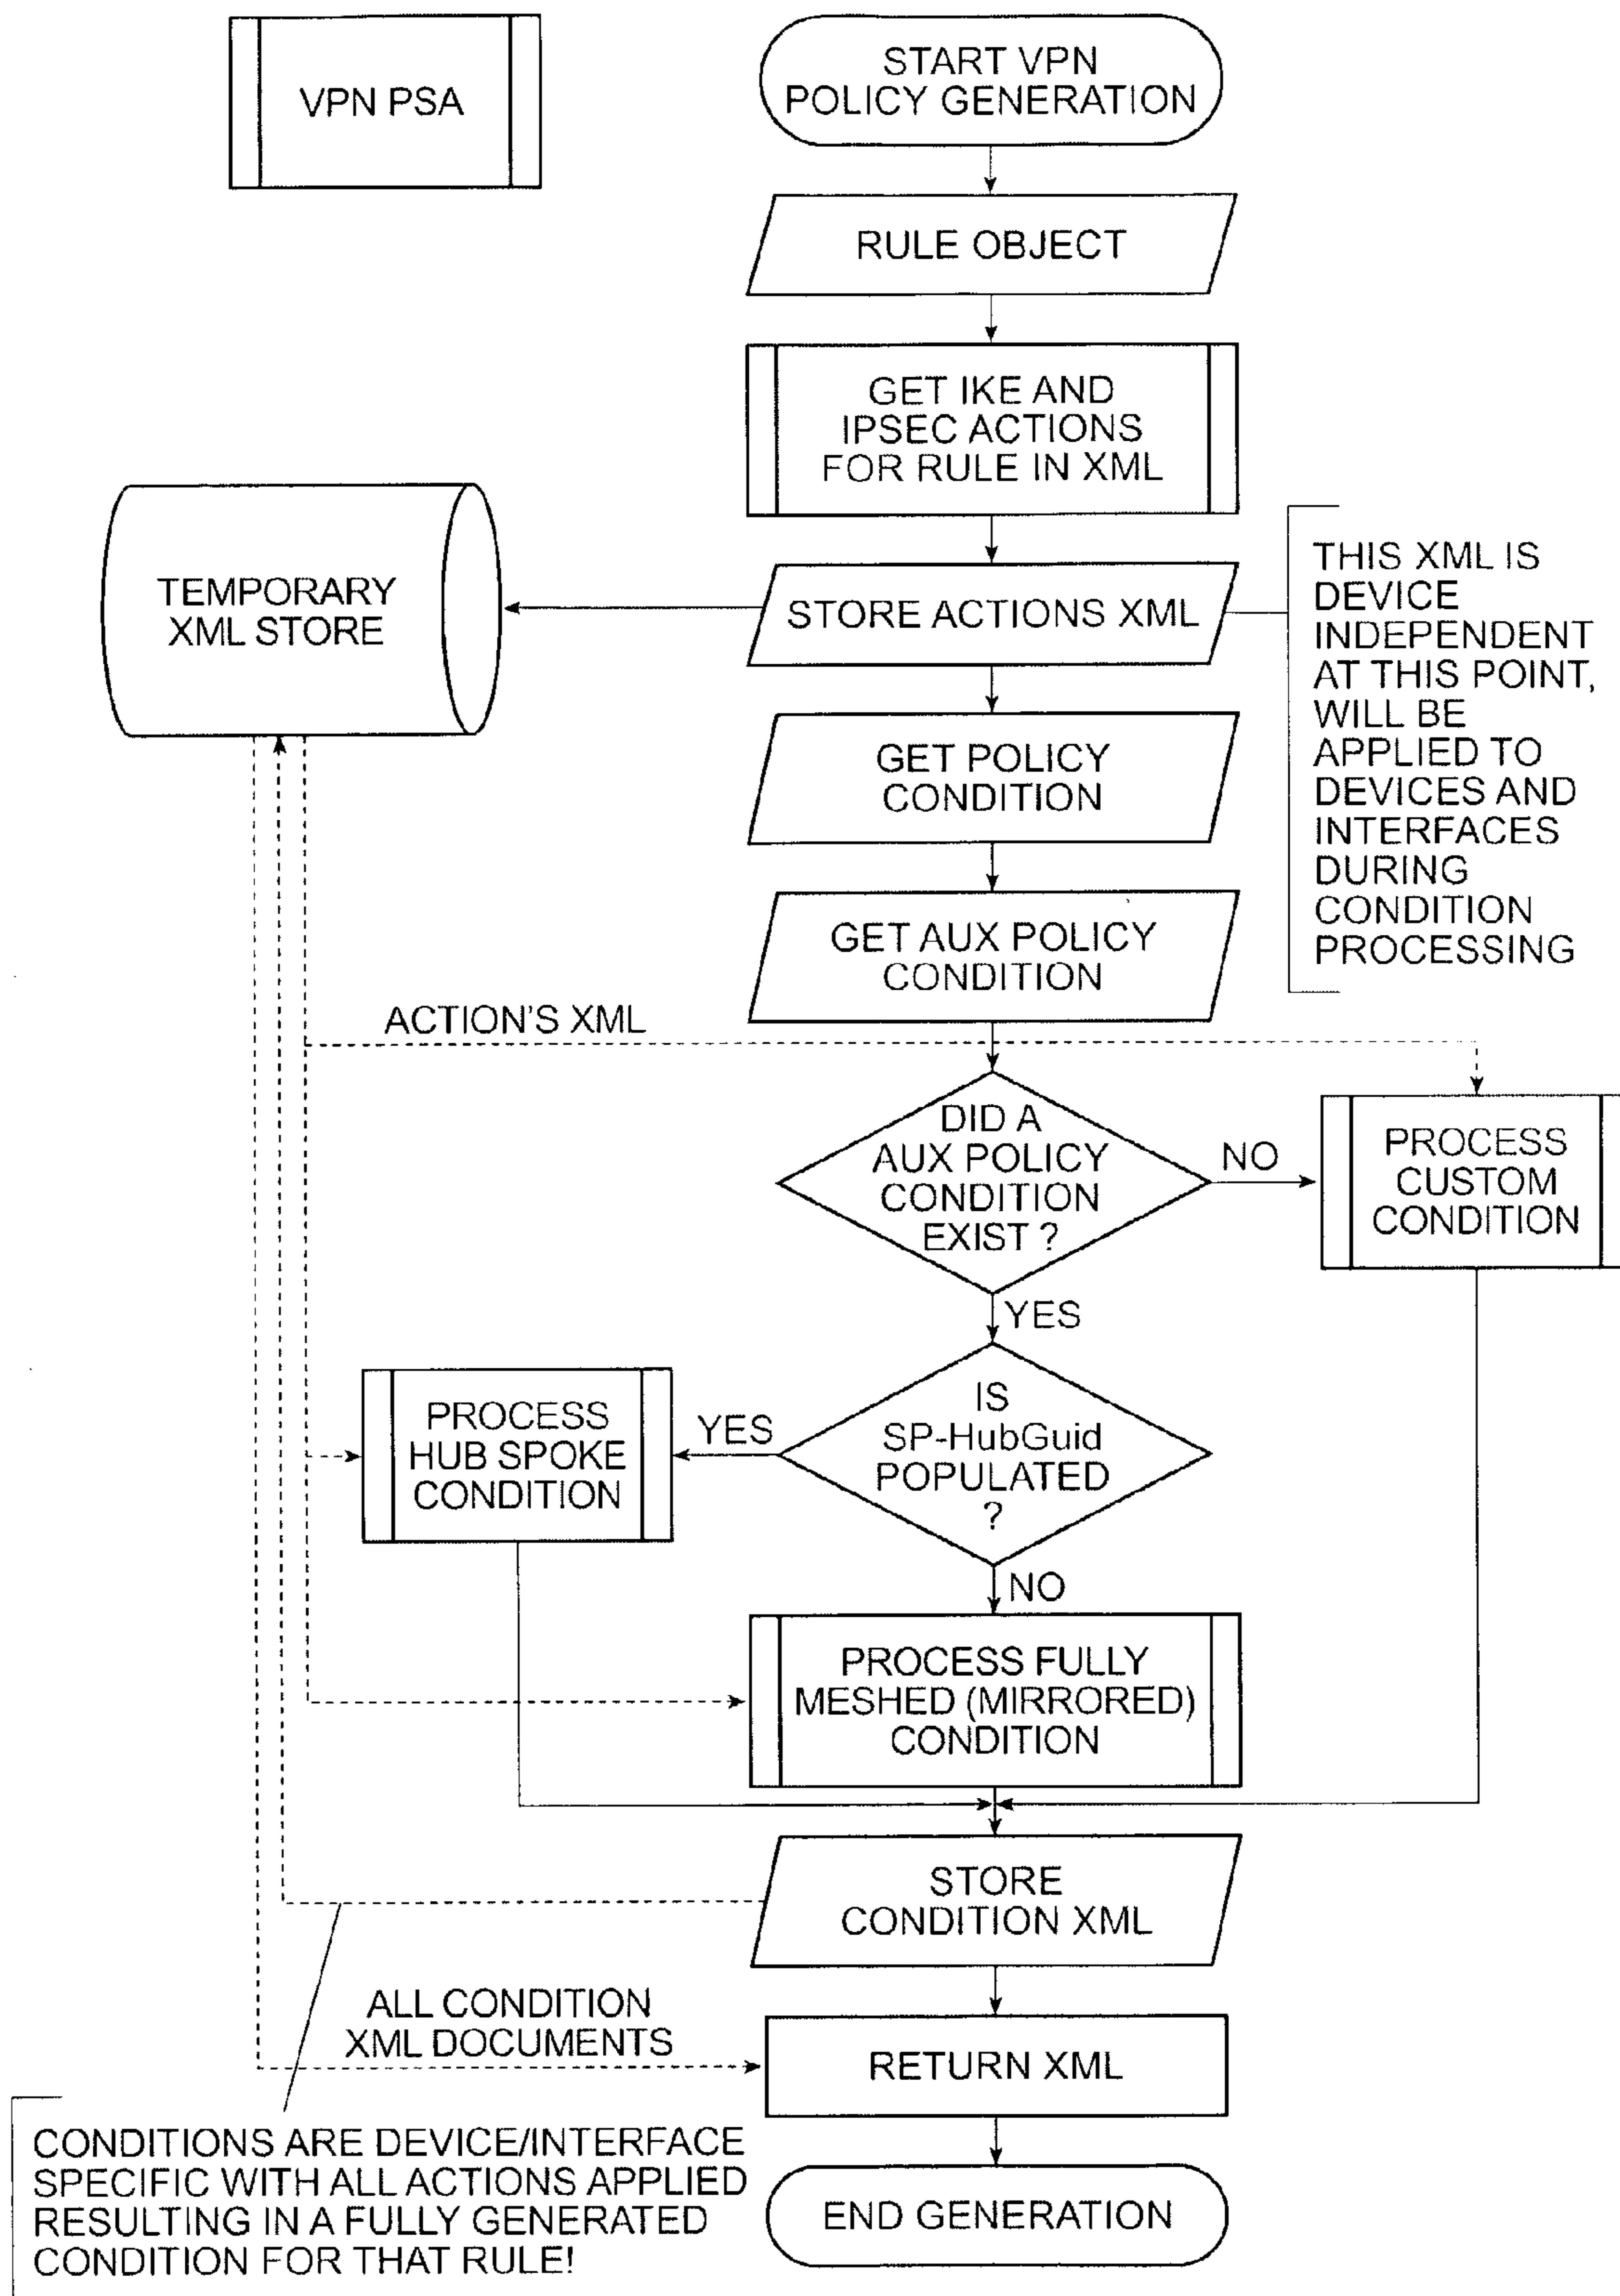 VPN PSA
START VPN
POLICY GENERATION
RULE OBJECT
GET IKE AND
IPSEC ACTIONS
FOR RULE IN XML
TEMPORARY
XML STORE
STORE ACTIONS XML
THIS XML IS
DEVICE
INDEPENDENT
AT THIS POINT,
WILL BE
APPLIED TO
DEVICES AND
INTERFACES
DURING
CONDITION
PROCESSING
GET POLICY
CONDITION
GET AUX POLICY
CONDITION
ACTION'S XML
DID A
AUX POLICY
CONDITION
EXIST ?
NO
PROCESS
CUSTOM
CONDITION
YES
IS
SP-HubGuid
POPULATED
?
YES
PROCESS
HUB SPOKE
CONDITION
NO
PROCESS FULLY
MESHED (MIRRORED)
CONDITION
STORE
CONDITION XML
ALL CONDITION
XML DOCUMENTS
RETURN XML
CONDITIONS ARE DEVICE/INTERFACE
SPECIFIC WITH ALL ACTIONS APPLIED
RESULTING IN A FULLY GENERATED
CONDITION FOR THAT RULE!
END GENERATION